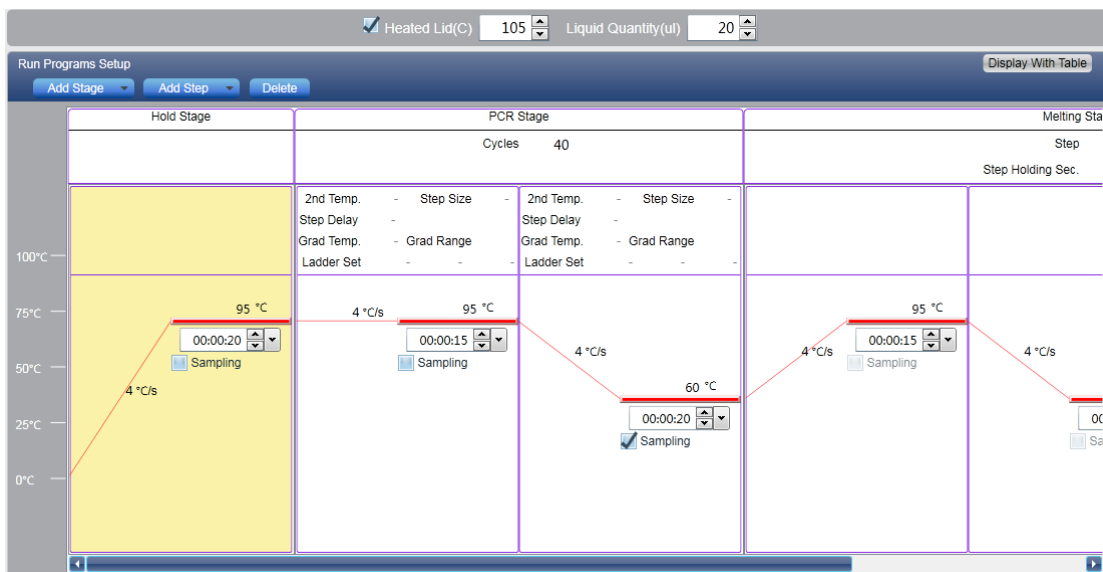 Heated Lid(C) 105 Liquid Quantity(ul) 20
Run Programs Setup Display With Table
Add Stage Add Step Delete
Hold Stage PCR Stage Melting Sta
Cycles 40 Step
Step Holding Sec.
2nd Temp. - Step Size - 2nd Temp. - Step Size -
Step Delay - Step Delay -
Grad Temp. - Grad Range Grad Temp. - Grad Range
Ladder Set - - - Ladder Set - - -
100°C
75°C 95 °C 4 °C/s 95 °C 95 °C
00:00:20 00:00:15 00:00:15
Sampling Sampling 4 °C/s 4 °C/s Sampling 4 °C/s
50°C
4 °C/s 60 °C
25°C 00:00:20 00
Sampling Sa
0°C